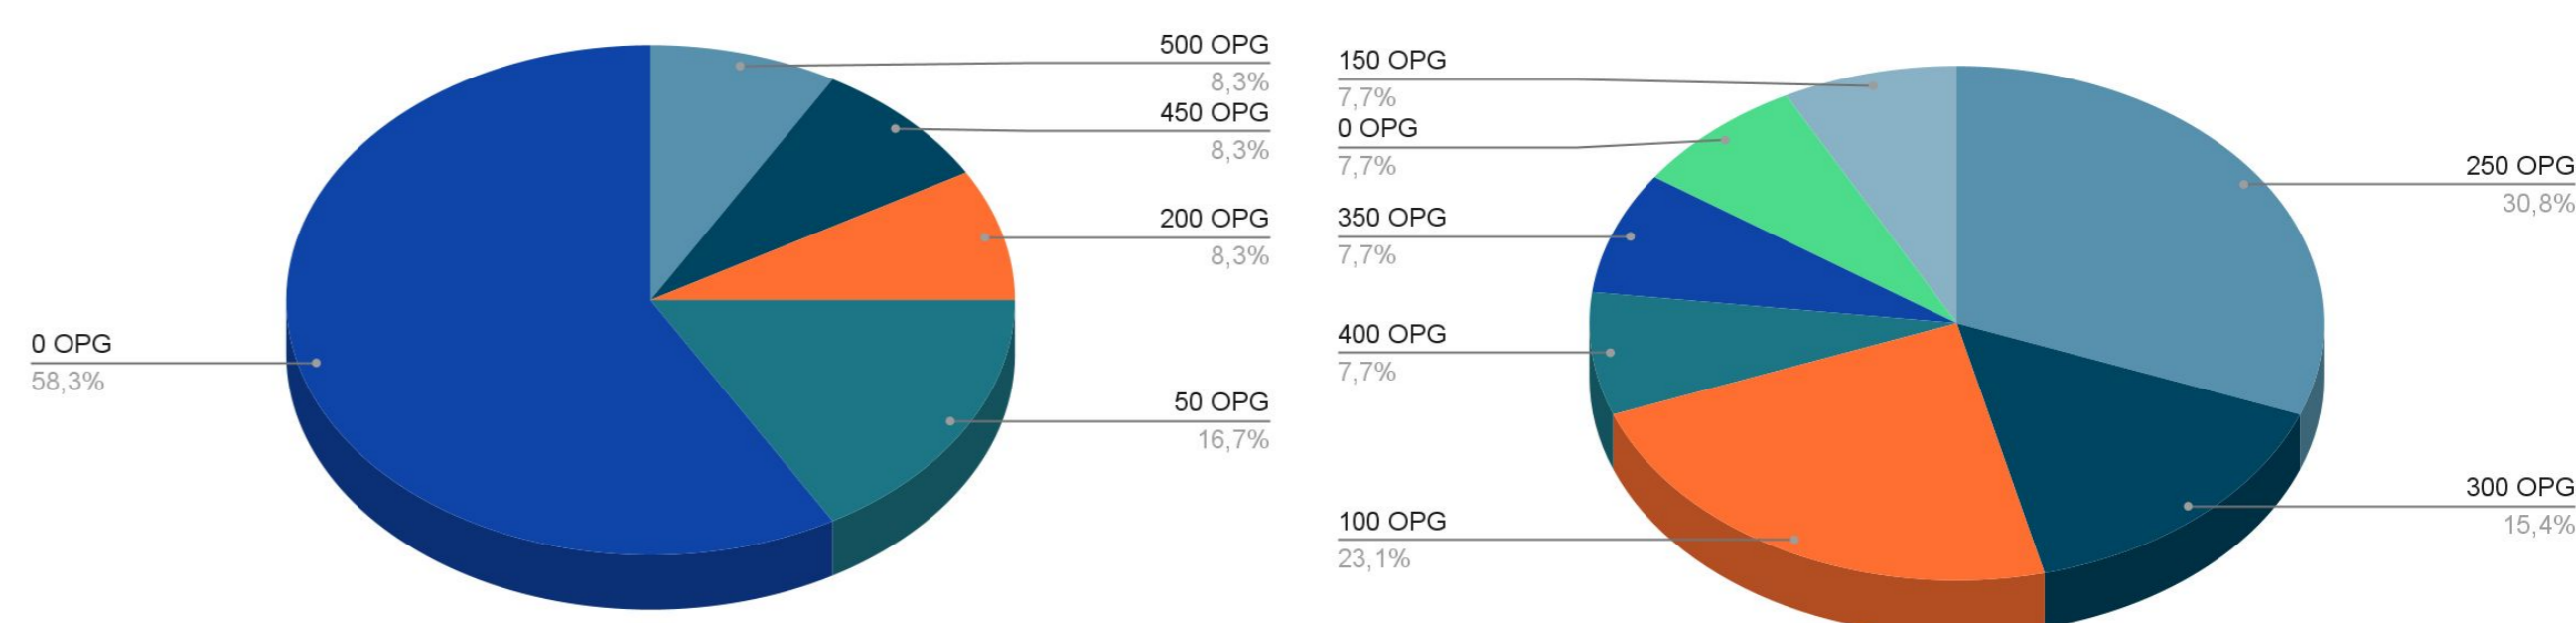 500 OPG
8,3%
450 OPG
8,3%
200 OPG
8,3%
50 OPG
16,7%
0 OPG
58,3%
150 OPG
7,7%
0 OPG
7,7%
350 OPG
7,7%
400 OPG
7,7%
100 OPG
23,1%
250 OPG
30,8%
300 OPG
15,4%